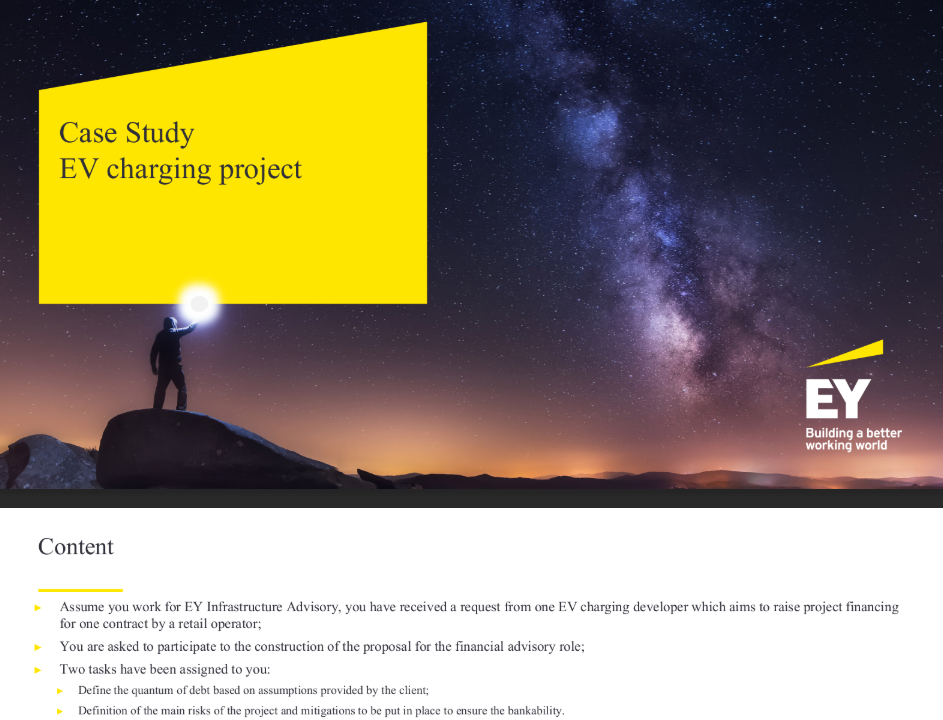 Case Study
EV charging project
EY
Building a better
working world
Content
Assume you work for EY Infrastructure Advisory, you have received a request from one EV charging developer which aims to raise project financing
for one contract by a retail operator;
You are asked to participate to the construction of the proposal for the financial advisory role;
Two tasks have been assigned to you:
Define the quantum of debt based on assumptions provided by the client;
Definition of the main risks of the project and mitigations to be put in place to ensure the bankability.